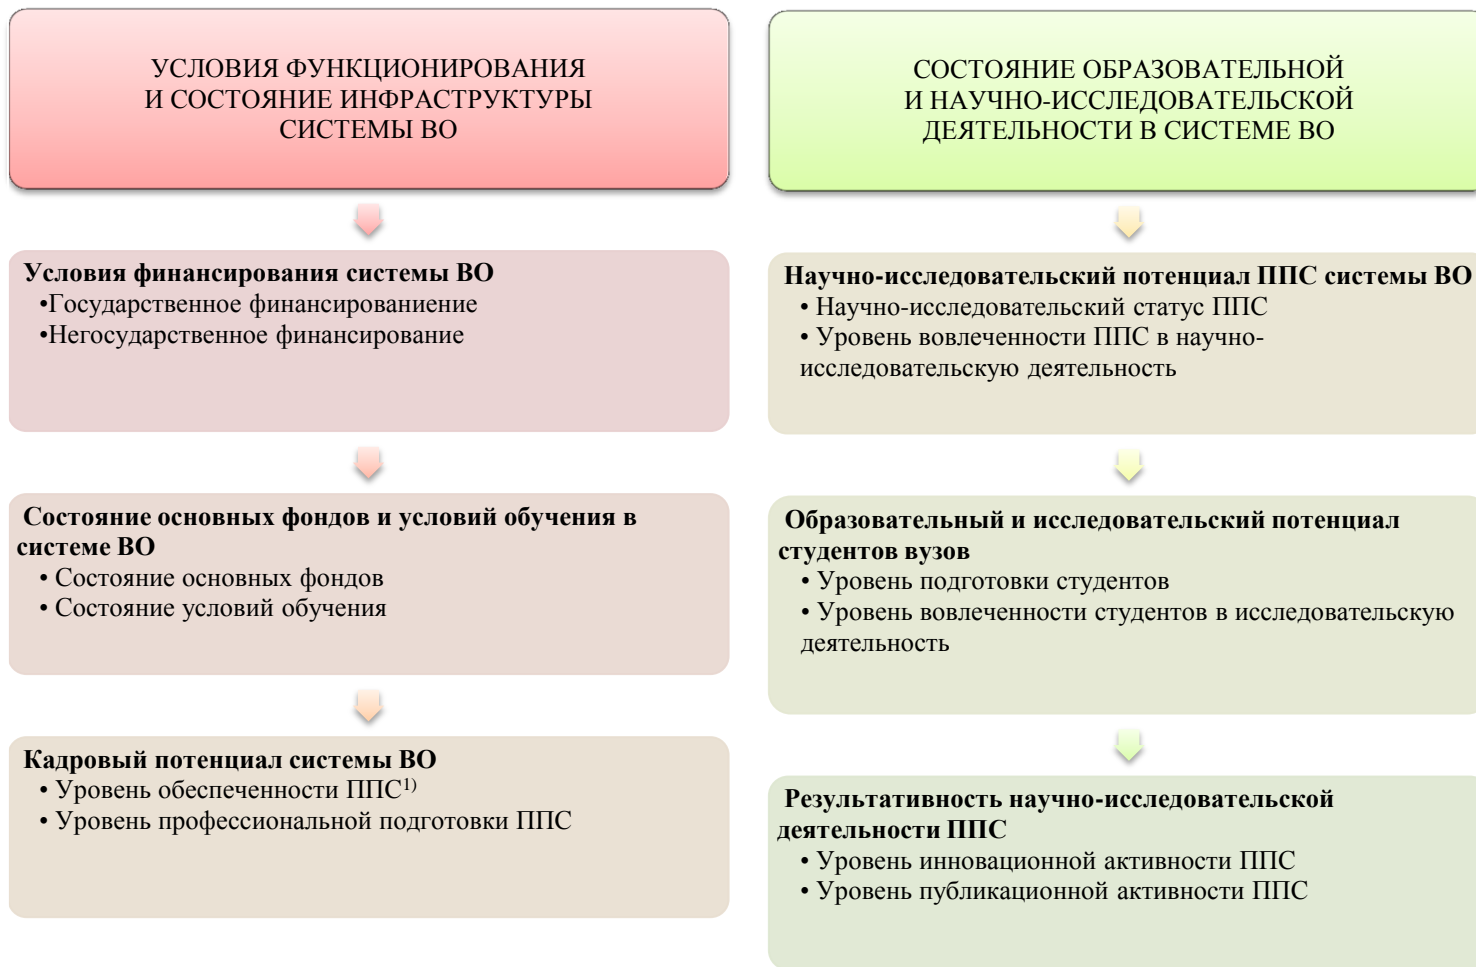 УСЛОВИЯ ФУНКЦИОНИРОВАНИЯ
И СОСТОЯНИЕ ИНФРАСТРУКТУРЫ
СИСТЕМЫ ВО
Условия финансирования системы ВО
•Государственное финансированиение
•Негосударственное финансирование
Состояние основных фондов и условий обучения в
системе ВО
• Состояние основных фондов
• Состояние условий обучения
Кадровый потенциал системы ВО
• Уровень обеспеченности ППС¹⁾
• Уровень профессиональной подготовки ППС
СОСТОЯНИЕ ОБРАЗОВАТЕЛЬНОЙ
И НАУЧНО-ИССЛЕДОВАТЕЛЬСКОЙ
ДЕЯТЕЛЬНОСТИ В СИСТЕМЕ ВО
Научно-исследовательский потенциал ППС системы ВО
• Научно-исследовательский статус ППС
• Уровень вовлеченности ППС в научно-
исследовательскую деятельность
Образовательный и исследовательский потенциал
студентов вузов
• Уровень подготовки студентов
• Уровень вовлеченности студентов в исследовательскую
деятельность
Результативность научно-исследовательской
деятельности ППС
• Уровень инновационной активности ППС
• Уровень публикационной активности ППС